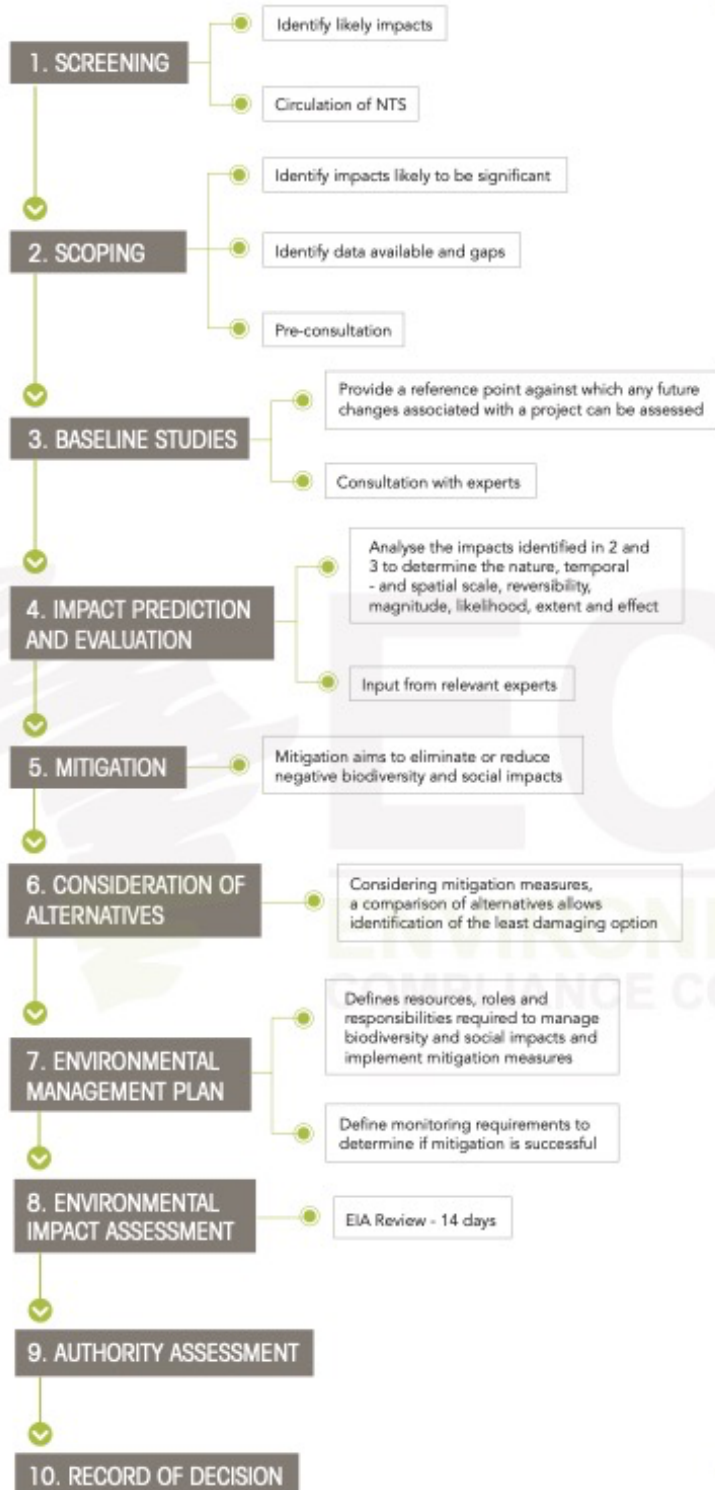 1. SCREENING
Identify likely impacts
Circulation of NTS
2. SCOPING
Identify impacts likely to be significant
Identify data available and gaps
Pre-consultation
3. BASELINE STUDIES
Provide a reference point against which any future
changes associated with a project can be assessed
Consultation with experts
4. IMPACT PREDICTION
AND EVALUATION
Analyse the impacts identified in 2 and
3 to determine the nature, temporal
- and spatial scale, reversibility,
magnitude, likelihood, extent and effect
Input from relevant experts
5. MITIGATION
Mitigation aims to eliminate or reduce
negative biodiversity and social impacts
6. CONSIDERATION OF
ALTERNATIVES
Considering mitigation measures,
a comparison of alternatives allows
identification of the least damaging option
7. ENVIRONMENTAL
MANAGEMENT PLAN
Defines resources, roles and
responsibilities required to manage
biodiversity and social impacts and
implement mitigation measures
Define monitoring requirements to
determine if mitigation is successful
8. ENVIRONMENTAL
IMPACT ASSESSMENT
EIA Review - 14 days
9. AUTHORITY ASSESSMENT
10. RECORD OF DECISION